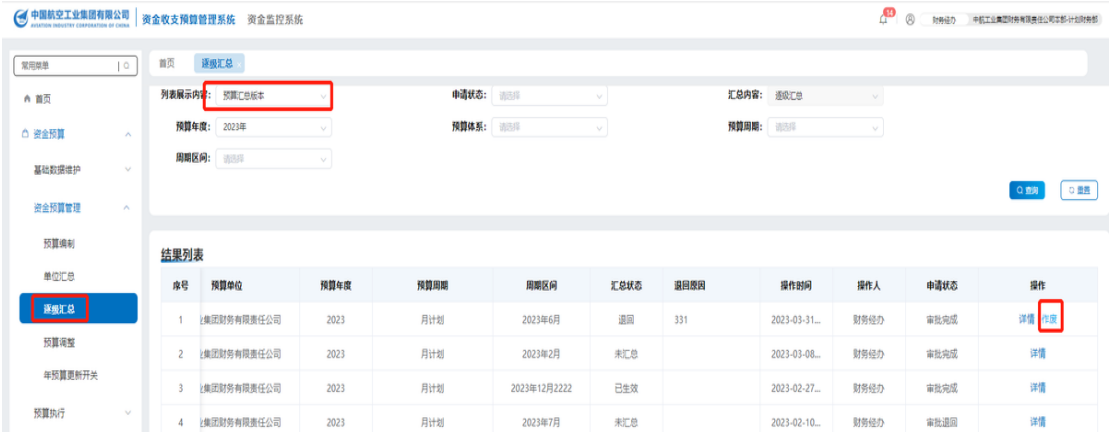 中国航空工业集团有限公司 资金收支预算管理系统 资金监控系统 14 财务经办 中航工业集团财务有限责任公司本部-计划财务部
AVIATION INDUSTRY CORPORATION OF CHINA
常用菜单 首页 逐级汇总
首页 列表展示内容: 预算汇总版本 申请状态: 请选择 汇总内容: 逐级汇总
资金预算 预算年度: 2023年 预算体系: 请选择 预算周期: 请选择
基础数据维护 周期区间: 请选择
查询 重置
资金预算管理
预算编制 结果列表
单位汇总
序号 预算单位 预算年度 预算周期 周期区间 汇总状态 退回原因 操作时间 操作人 申请状态 操作
逐级汇总 1 业集团财务有限责任公司 2023 月计划 2023年6月 退回 331 2023-03-31... 财务经办 审批完成 详情 作废
预算调整 2 业集团财务有限责任公司 2023 月计划 2023年2月 未汇总 2023-03-08... 财务经办 审批完成 详情
年预算更新开关 3 业集团财务有限责任公司 2023 月计划 2023年12月2222 已生效 2023-02-27... 财务经办 审批完成 详情
预算执行 4 业集团财务有限责任公司 2023 月计划 2023年7月 未汇总 2023-02-10... 财务经办 审批退回 详情